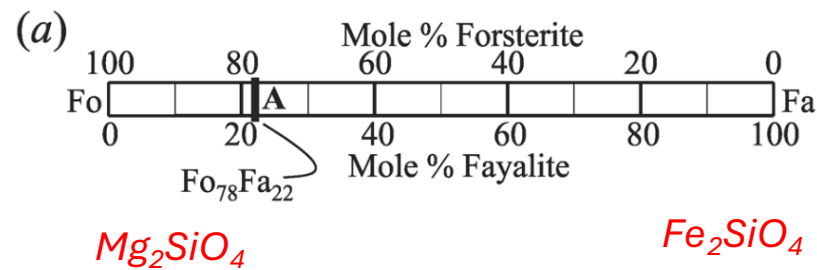 (a)
Mole % Forsterite
100 80 60 40 20 0
Fo A Fa
0 20 40 60 80 100
Mole % Fayalite
Fo₇₈Fa₂₂
Mg₂SiO₄ Fe₂SiO₄